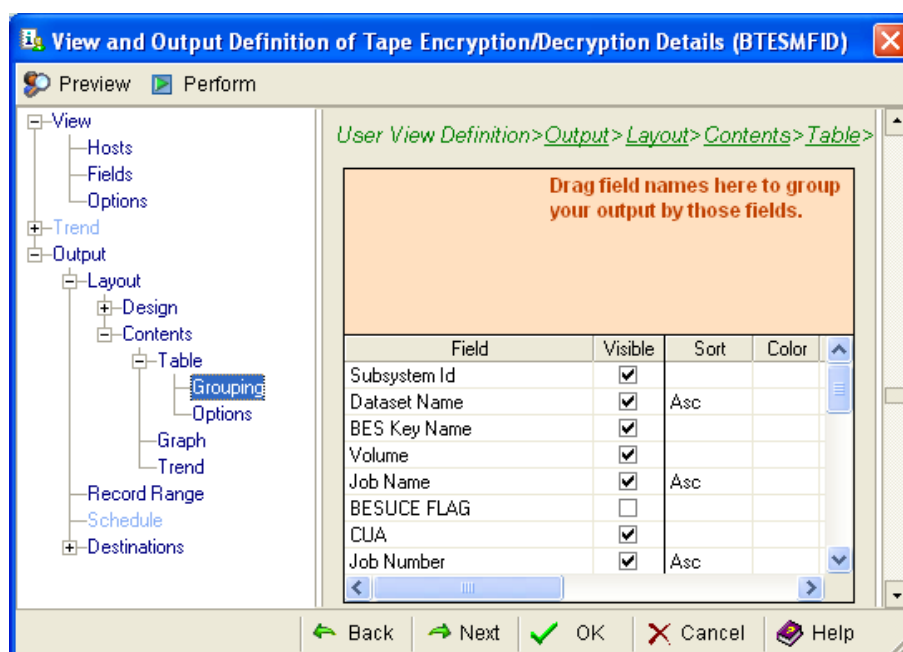 View and Output Definition of Tape Encryption/Decryption Details (BTESMFID)
Preview Perform
View
Hosts
Fields
Options
Trend
Output
Layout
Design
Contents
Table
Grouping
Options
Graph
Trend
Record Range
Schedule
Destinations
User View Definition>Output>Layout>Contents>Table>
Drag field names here to group
your output by those fields.
Field Visible Sort Color
Subsystem Id
Dataset Name Asc
BES Key Name
Volume
Job Name Asc
BESUCE FLAG
CUA
Job Number Asc
Back Next OK Cancel Help